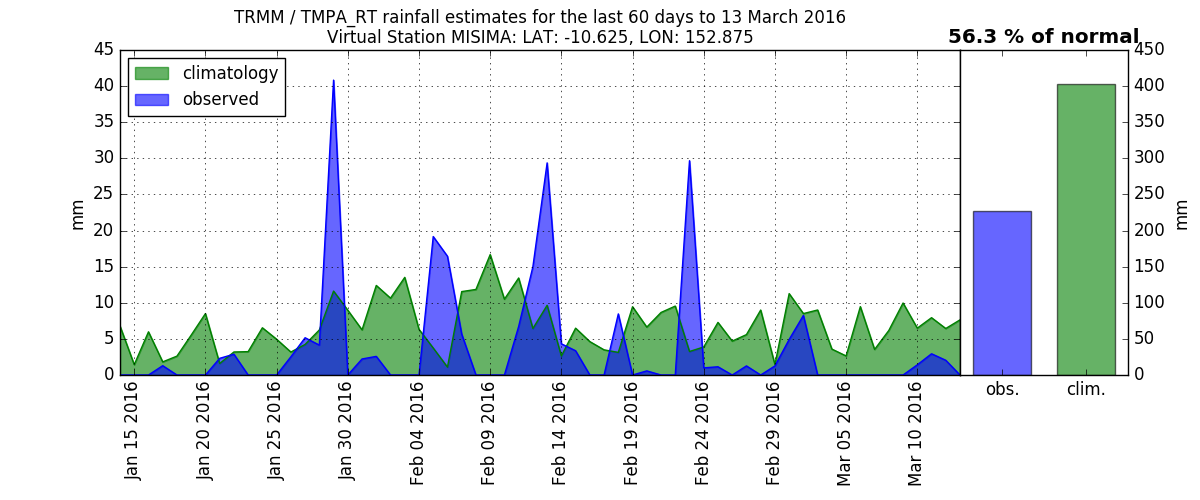 TRMM / TMPA_RT rainfall estimates for the last 60 days to 13 March 2016
Virtual Station MISIMA: LAT: -10.625, LON: 152.875
56.3 % of normal
climatology
observed
mm
45
40
35
30
25
20
15
10
5
0
Jan 15 2016
Jan 20 2016
Jan 25 2016
Jan 30 2016
Feb 04 2016
Feb 09 2016
Feb 14 2016
Feb 19 2016
Feb 24 2016
Feb 29 2016
Mar 05 2016
Mar 10 2016
obs.
clim.
450
400
350
300
250
200
150
100
50
0
mm